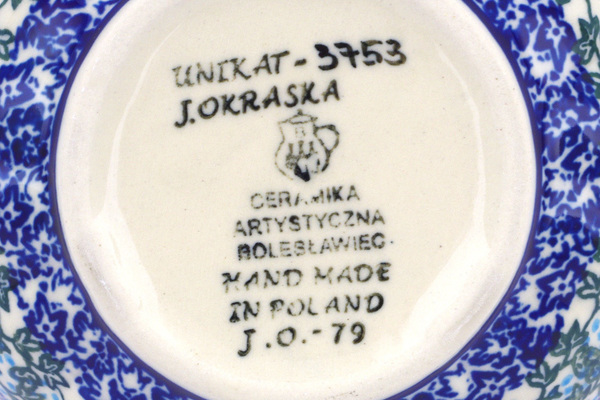 UNIKAT - 3753
J.OKRASKA
CERAMIKA
ARTYSTYCZNA
BOLESŁAWIEC
HAND MADE
IN POLAND
J.O.-79